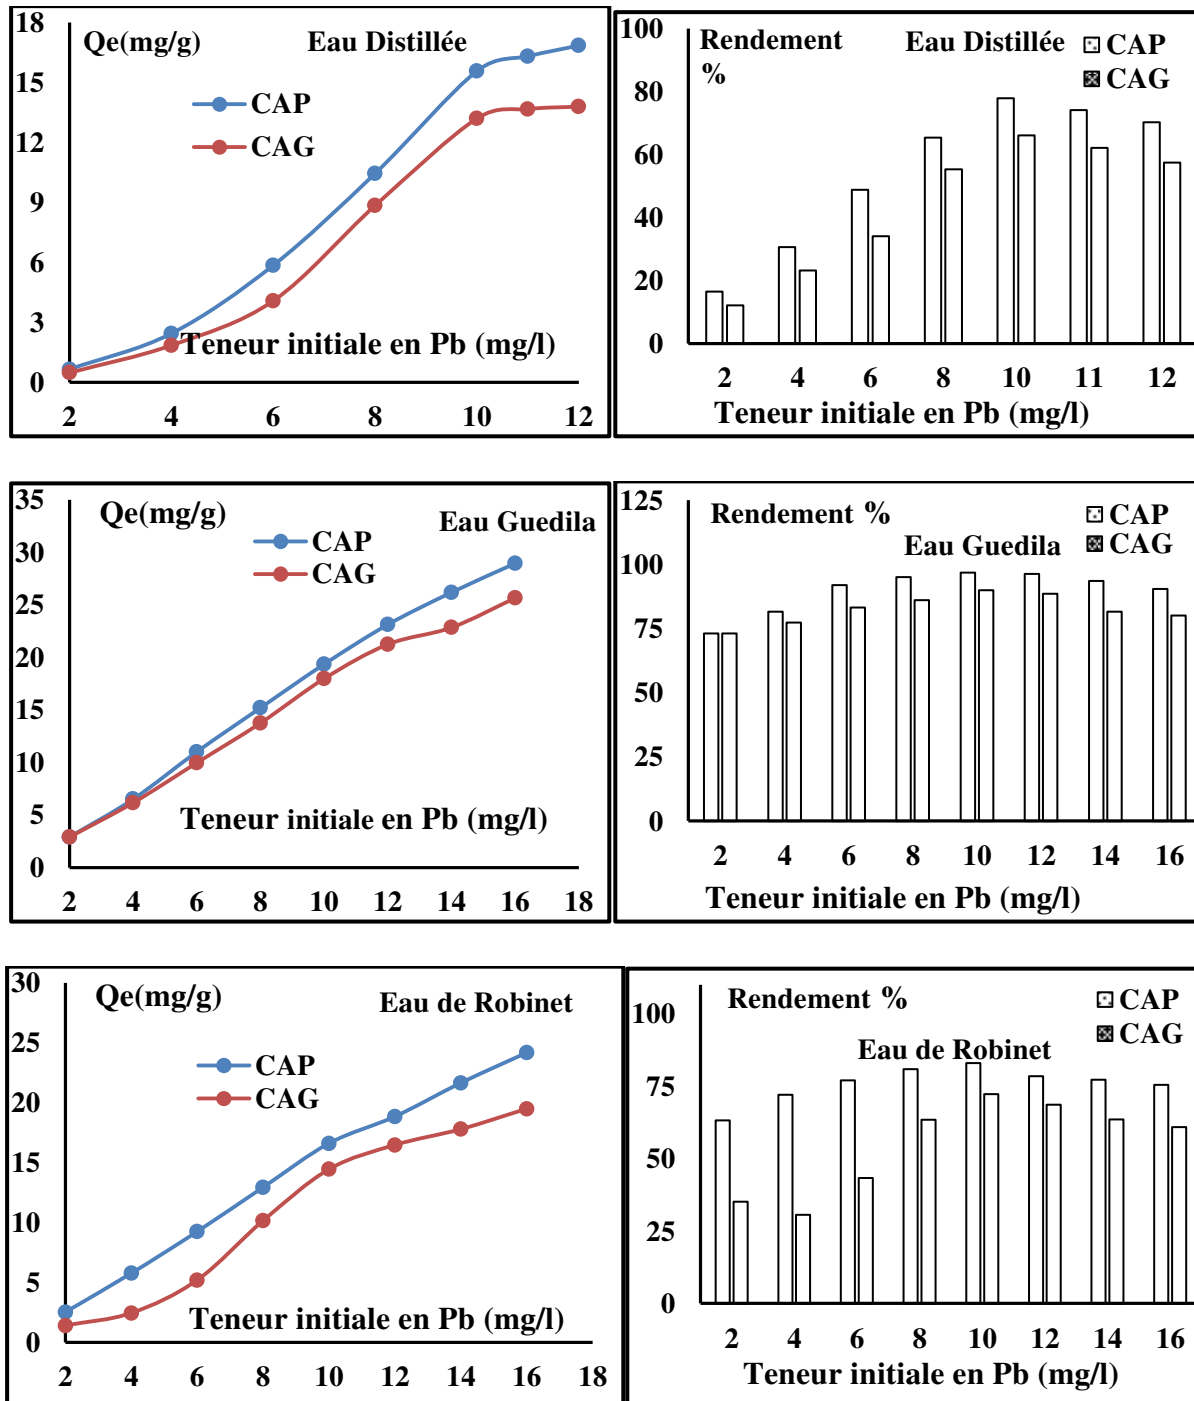 Qe(mg/g)
Eau Distillée
CAP
CAG
18
15
12
9
6
3
0
Teneur initiale en Pb (mg/l)
2 4 6 8 10 12
Rendement
%
Eau Distillée
CAP
CAG
100
80
60
40
20
0
2 4 6 8 10 11 12
Teneur initiale en Pb (mg/l)
Qe(mg/g)
Eau Guedila
CAP
CAG
35
30
25
20
15
10
5
0
Teneur initiale en Pb (mg/l)
2 4 6 8 10 12 14 16 18
Rendement %
Eau Guedila
CAP
CAG
125
100
75
50
25
0
2 4 6 8 10 12 14 16
Teneur initiale en Pb (mg/l)
Qe(mg/g)
Eau de Robinet
CAP
CAG
30
25
20
15
10
5
0
Teneur initiale en Pb (mg/l)
2 4 6 8 10 12 14 16 18
Rendement %
Eau de Robinet
CAP
CAG
100
75
50
25
0
2 4 6 8 10 12 14 16
Teneur initiale en Pb (mg/l)